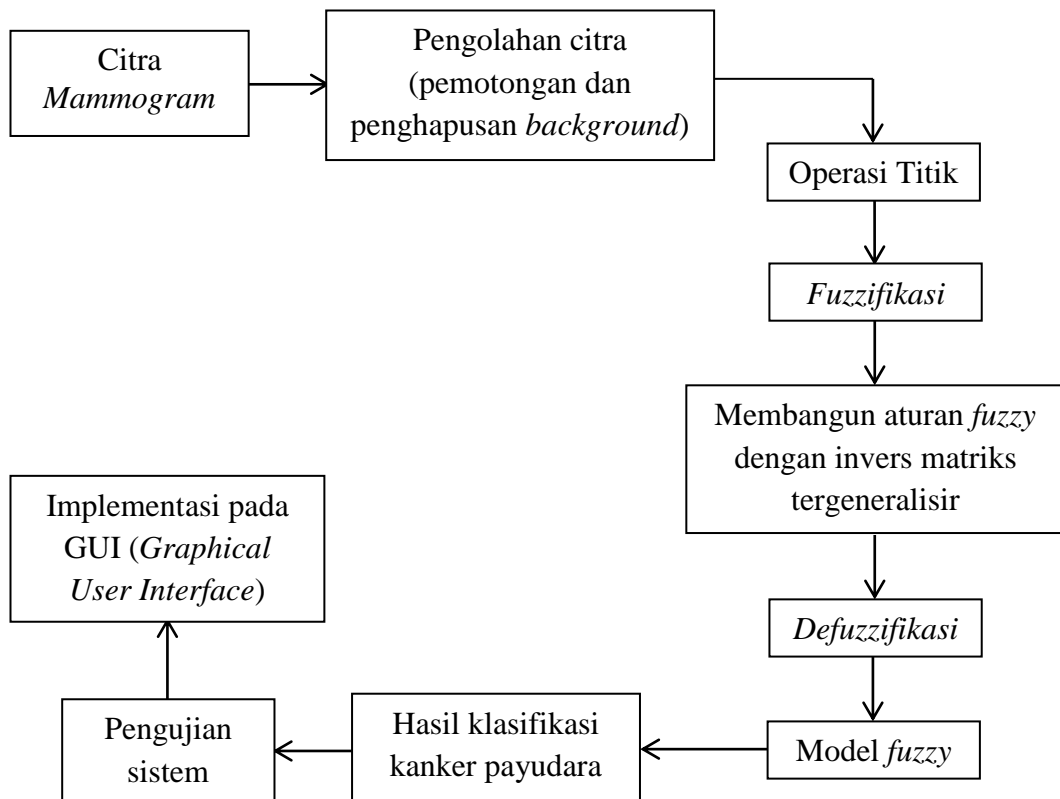 Citra
Mammogram
Pengolahan citra
(pemotongan dan
penghapusan background)
Operasi Titik
Fuzzifikasi
Membangun aturan fuzzy
dengan invers matriks
tergeneralisir
Defuzzifikasi
Model fuzzy
Hasil klasifikasi
kanker payudara
Pengujian
sistem
Implementasi pada
GUI (Graphical
User Interface)